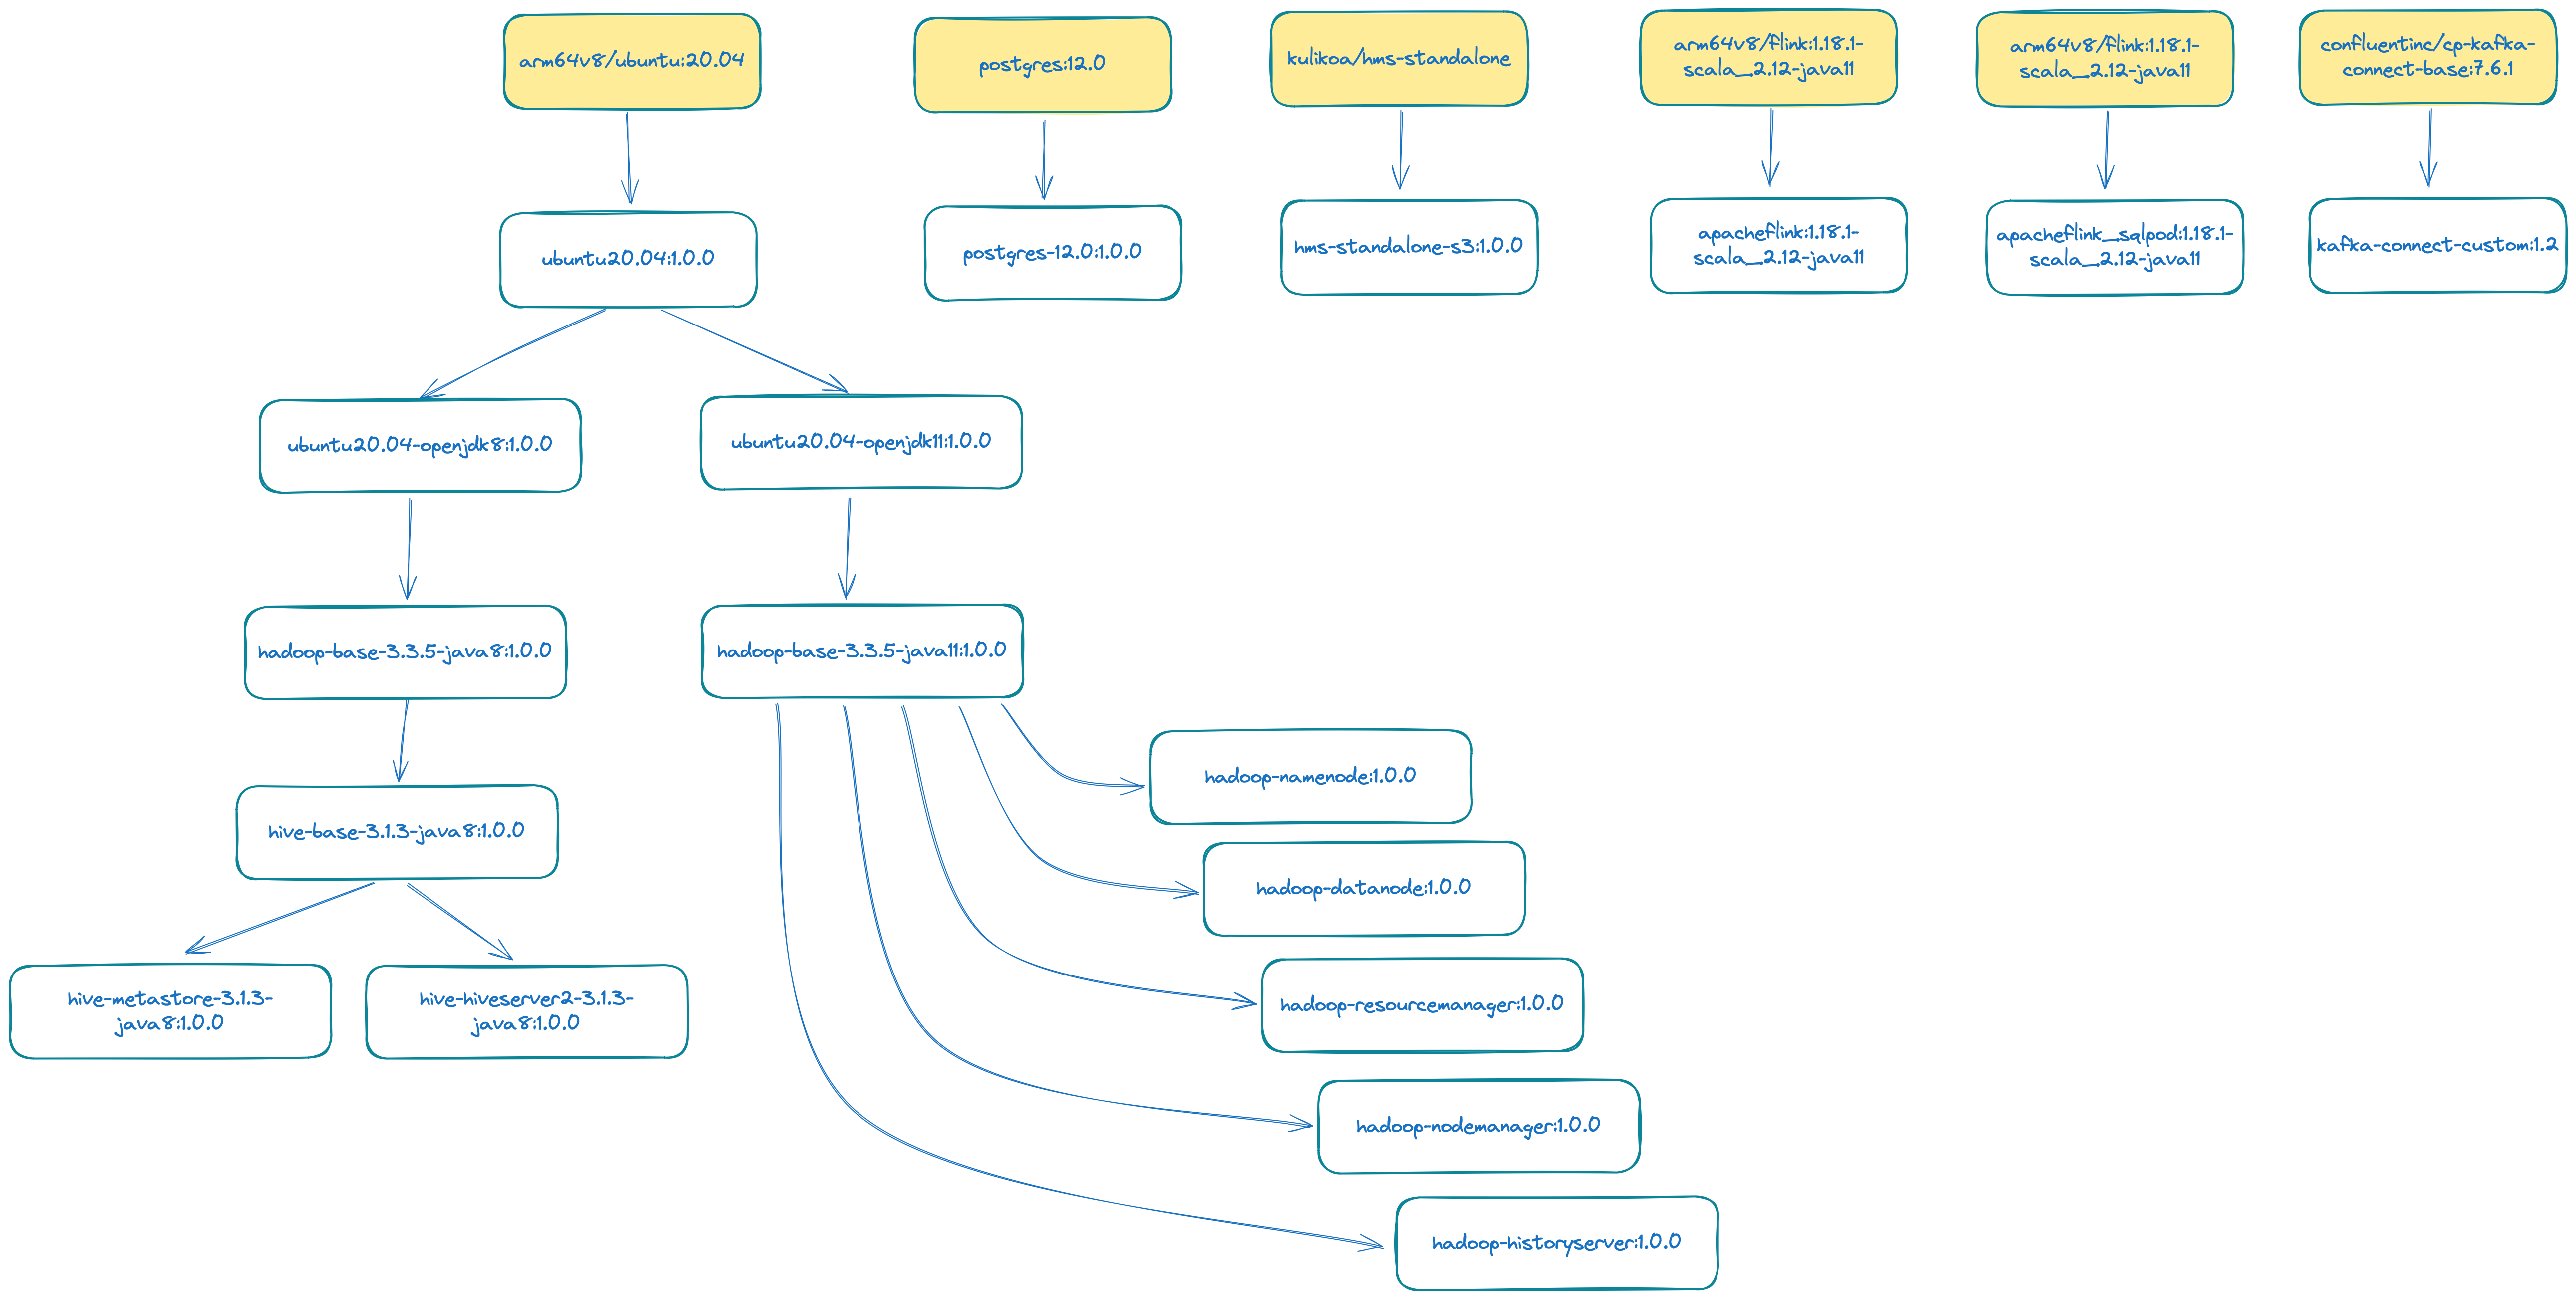 arm64v8/ubuntu:20.04
postgres:12.0
kulikoa/hms-standalone
arm64v8/flink:1.18.1-
scala_2.12-java11
arm64v8/flink:1.18.1-
scala_2.12-java11
confluentinc/cp-kafka-
connect-base:7.6.1
ubuntu20.04:1.0.0
postgres-12.0:1.0.0
hms-standalone-s3:1.0.0
apacheflink:1.18.1-
scala_2.12-java11
apacheflink_sqlpod:1.18.1-
scala_2.12-java11
kafka-connect-custom:1.2
ubuntu20.04-openjdk8:1.0.0
ubuntu20.04-openjdk11:1.0.0
hadoop-base-3.3.5-java8:1.0.0
hadoop-base-3.3.5-java11:1.0.0
hadoop-namenode:1.0.0
hive-base-3.1.3-java8:1.0.0
hadoop-datanode:1.0.0
hive-metastore-3.1.3-
java8:1.0.0
hive-hiveserver2-3.1.3-
java8:1.0.0
hadoop-resourcemanager:1.0.0
hadoop-nodemanager:1.0.0
hadoop-historyserver:1.0.0